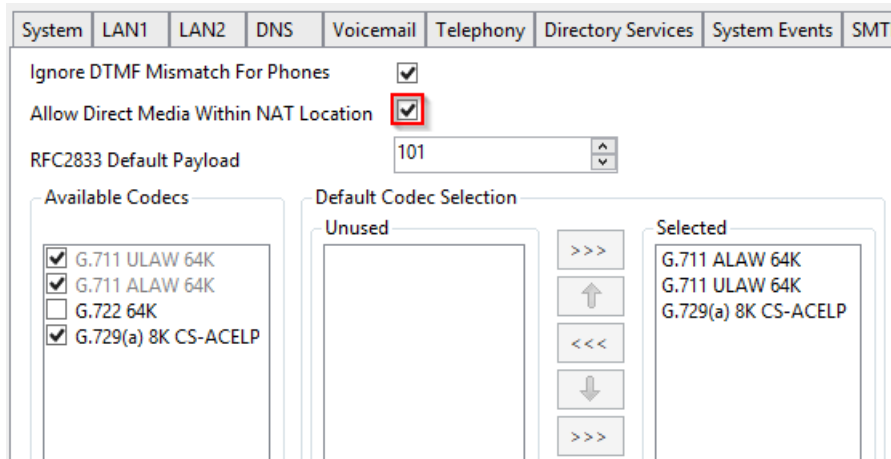 System LAN1 LAN2 DNS Voicemail Telephony Directory Services System Events SMT
Ignore DTMF Mismatch For Phones
Allow Direct Media Within NAT Location
RFC2833 Default Payload 101
Available Codecs Default Codec Selection
Unused Selected
>>>
G.711 ULAW 64K G.711 ALAW 64K
G.711 ALAW 64K G.711 ULAW 64K
G.722 64K G.729(a) 8K CS-ACELP
G.729(a) 8K CS-ACELP
<<<
>>>